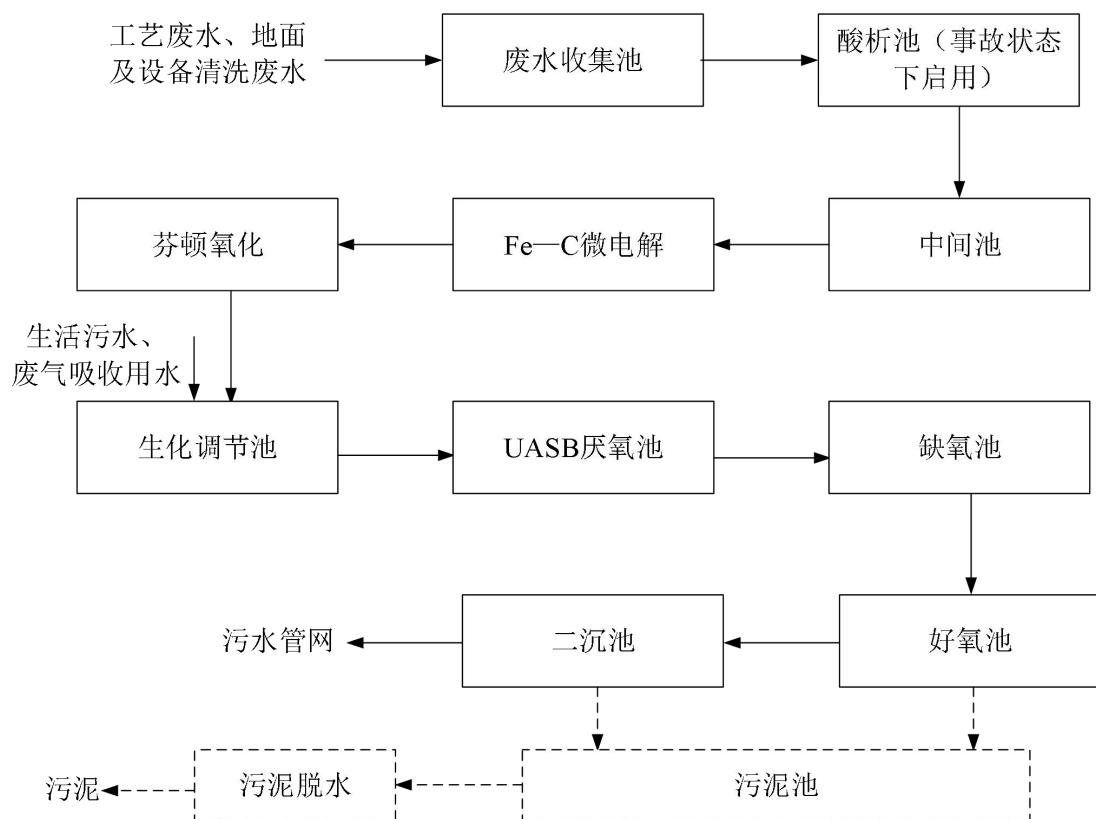 工艺废水、地面
及设备清洗废水
废水收集池
酸析池（事故状态
下启用）
芬顿氧化
Fe—C微电解
中间池
生活污水、
废气吸收用水
生化调节池
UASB厌氧池
缺氧池
污水管网
二沉池
好氧池
污泥
污泥脱水
污泥池